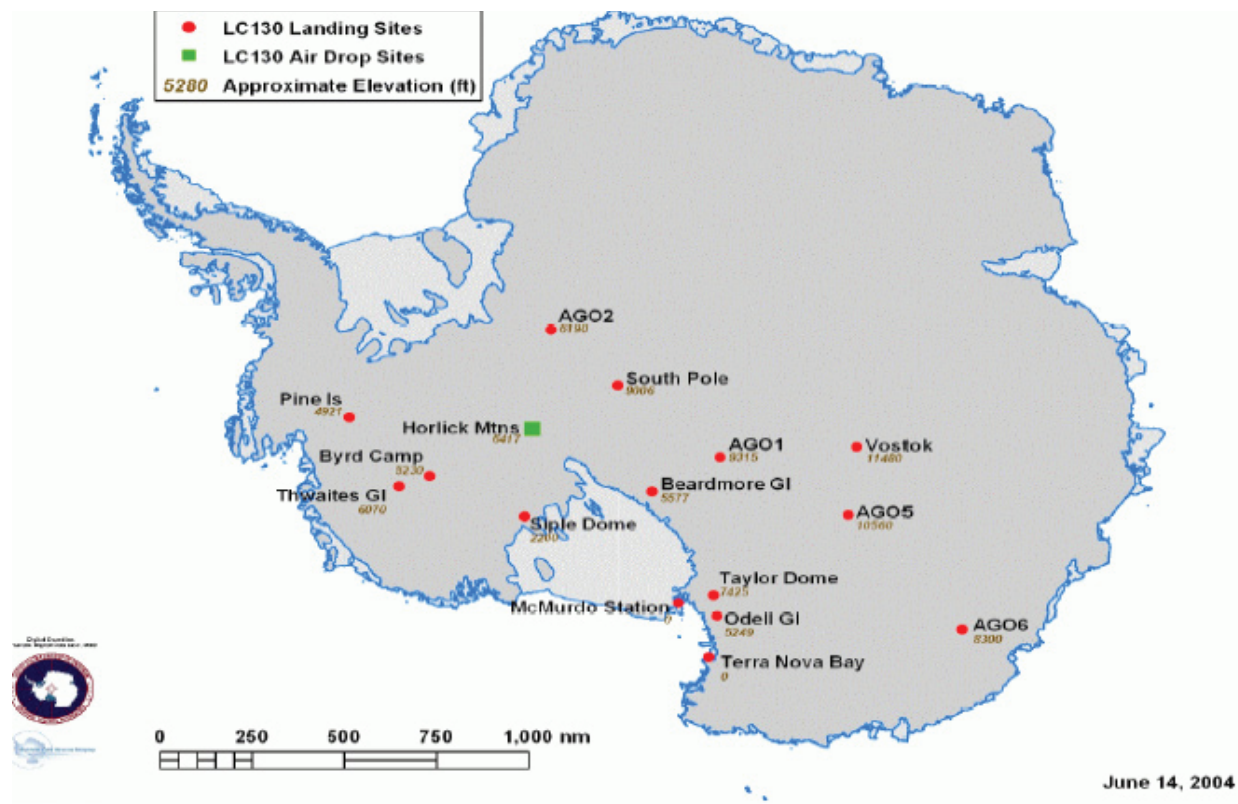 LC130 Landing Sites
LC130 Air Drop Sites
5280 Approximate Elevation (ft)
AGO2
8190
South Pole
9006
Pine Is
4921
Horlick Mtns
6417
AGO1
9315
Vostok
11480
Byrd Camp
5230
Beardmore Gl
5577
Thwaites Gl
6070
AGO5
10560
Siple Dome
2200
Taylor Dome
7425
McMurdo Station
0
Odell Gl
5249
AGO6
8300
Terra Nova Bay
0
0 250 500 750 1,000 nm
June 14, 2004